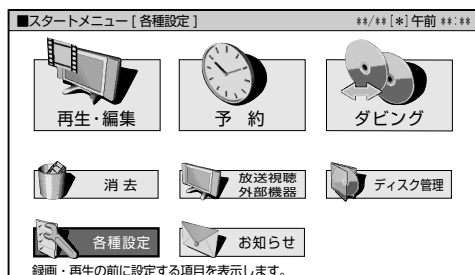 ■スタートメニュー [ 各種設定 ] **/** [*] 午前 **:**
再生・編集
予 約
ダビング
消 去
放送視聴
外部機器
ディスク管理
各種設定
お知らせ
録画・再生の前に設定する項目を表示します。